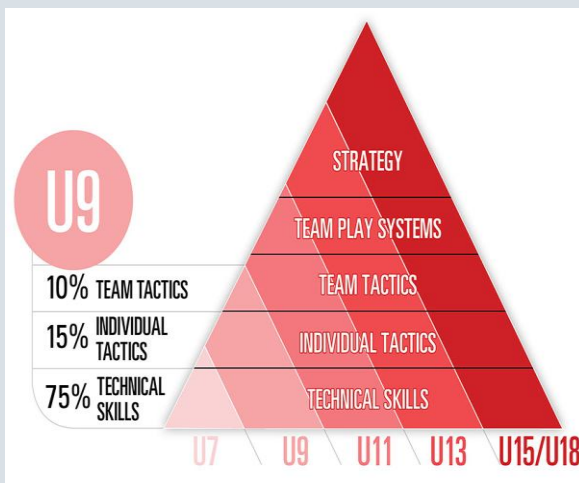 STRATEGY
U9
TEAM PLAY SYSTEMS
10% TEAM TACTICS
TEAM TACTICS
15% INDIVIDUAL
TACTICS
INDIVIDUAL TACTICS
75% TECHNICAL
SKILLS
TECHNICAL SKILLS
U7 U9 U11 U13 U15/U18